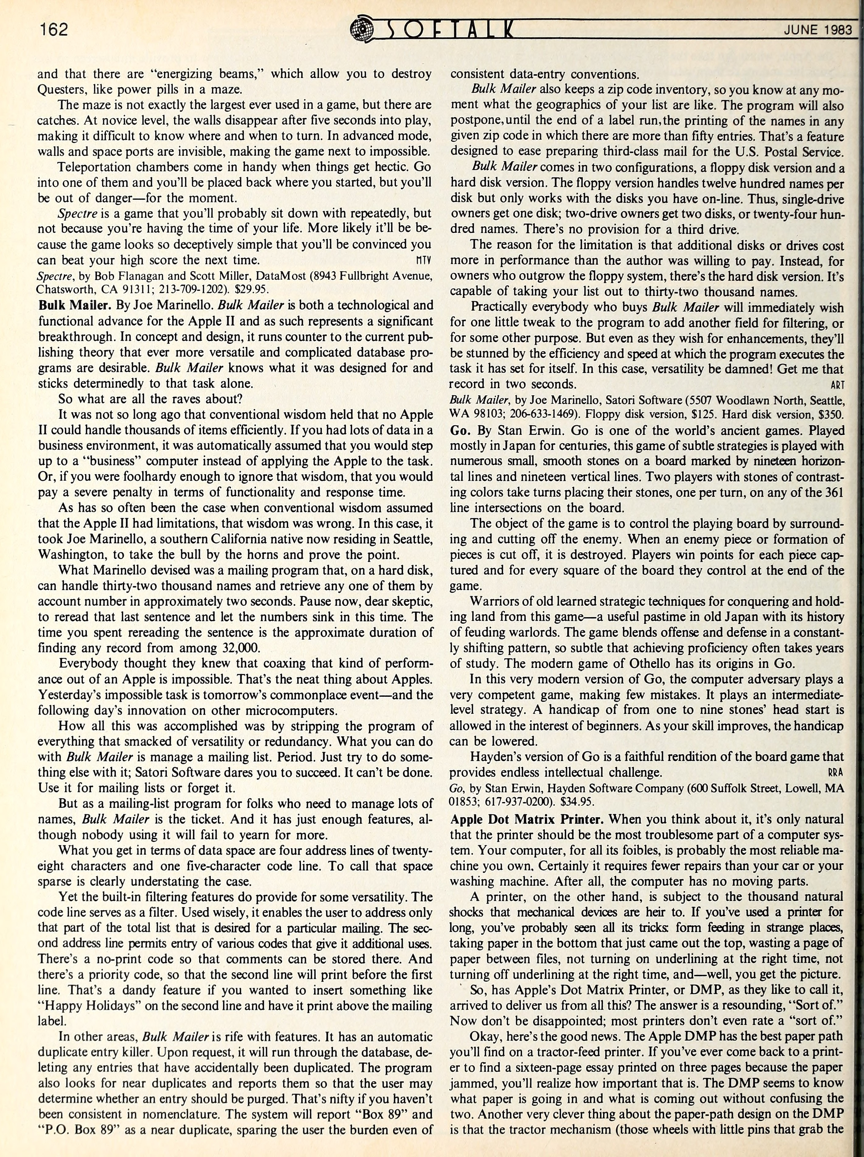 162
SOFTALK
JUNE 1983
and that there are "energizing beams," which allow you to destroy
Questers, like power pills in a maze.
The maze is not exactly the largest ever used in a game, but there are
catches. At novice level, the walls disappear after five seconds into play,
making it difficult to know where and when to turn. In advanced mode,
walls and space ports are invisible, making the game next to impossible.
Teleportation chambers come in handy when things get hectic. Go
into one of them and you'll be placed back where you started, but you'll
be out of danger—for the moment.
Spectre is a game that you'll probably sit down with repeatedly, but
not because you're having the time of your life. More likely it'll be be-
cause the game looks so deceptively simple that you'll be convinced you
can beat your high score the next time. MTV
Spectre, by Bob Flanagan and Scott Miller, DataMost (8943 Fullbright Avenue,
Chatsworth, CA 91311; 213-709-1202). $29.95.
Bulk Mailer. By Joe Marinello. Bulk Mailer is both a technological and
functional advance for the Apple II and as such represents a significant
breakthrough. In concept and design, it runs counter to the current pub-
lishing theory that ever more versatile and complicated database pro-
grams are desirable. Bulk Mailer knows what it was designed for and
sticks determinedly to that task alone.
So what are all the raves about?
It was not so long ago that conventional wisdom held that no Apple
II could handle thousands of items efficiently. If you had lots of data in a
business environment, it was automatically assumed that you would step
up to a "business" computer instead of applying the Apple to the task.
Or, if you were foolhardy enough to ignore that wisdom, that you would
pay a severe penalty in terms of functionality and response time.
As has so often been the case when conventional wisdom assumed
that the Apple II had limitations, that wisdom was wrong. In this case, it
took Joe Marinello, a southern California native now residing in Seattle,
Washington, to take the bull by the horns and prove the point.
What Marinello devised was a mailing program that, on a hard disk,
can handle thirty-two thousand names and retrieve any one of them by
account number in approximately two seconds. Pause now, dear skeptic,
to reread that last sentence and let the numbers sink in this time. The
time you spent rereading the sentence is the approximate duration of
finding any record from among 32,000.
Everybody thought they knew that coaxing that kind of perform-
ance out of an Apple is impossible. That's the neat thing about Apples.
Yesterday's impossible task is tomorrow's commonplace event—and the
following day's innovation on other microcomputers.
How all this was accomplished was by stripping the program of
everything that smacked of versatility or redundancy. What you can do
with Bulk Mailer is manage a mailing list. Period. Just try to do some-
thing else with it; Satori Software dares you to succeed. It can't be done.
Use it for mailing lists or forget it.
But as a mailing-list program for folks who need to manage lots of
names, Bulk Mailer is the ticket. And it has just enough features, al-
though nobody using it will fail to yearn for more.
What you get in terms of data space are four address lines of twenty-
eight characters and one five-character code line. To call that space
sparse is clearly understating the case.
Yet the built-in filtering features do provide for some versatility. The
code line serves as a filter. Used wisely, it enables the user to address only
that part of the total list that is desired for a particular mailing. The sec-
ond address line permits entry of various codes that give it additional uses.
There's a no-print code so that comments can be stored there. And
there's a priority code, so that the second line will print before the first
line. That's a dandy feature if you wanted to insert something like
"Happy Holidays" on the second line and have it print above the mailing
label.
In other areas, Bulk Mailer is rife with features. It has an automatic
duplicate entry killer. Upon request, it will run through the database, de-
leting any entries that have accidentally been duplicated. The program
also looks for near duplicates and reports them so that the user may
determine whether an entry should be purged. That's nifty if you haven't
been consistent in nomenclature. The system will report "Box 89" and
"P.O. Box 89" as a near duplicate, sparing the user the burden even of
consistent data-entry conventions.
Bulk Mailer also keeps a zip code inventory, so you know at any mo-
ment what the geographics of your list are like. The program will also
postpone, until the end of a label run, the printing of the names in any
given zip code in which there are more than fifty entries. That's a feature
designed to ease preparing third-class mail for the U.S. Postal Service.
Bulk Mailer comes in two configurations, a floppy disk version and a
hard disk version. The floppy version handles twelve hundred names per
disk but only works with the disks you have on-line. Thus, single-drive
owners get one disk; two-drive owners get two disks, or twenty-four hun-
dred names. There's no provision for a third drive.
The reason for the limitation is that additional disks or drives cost
more in performance than the author was willing to pay. Instead, for
owners who outgrow the floppy system, there's the hard disk version. It's
capable of taking your list out to thirty-two thousand names.
Practically everybody who buys Bulk Mailer will immediately wish
for one little tweak to the program to add another field for filtering, or
for some other purpose. But even as they wish for enhancements, they'll
be stunned by the efficiency and speed at which the program executes the
task it has set for itself. In this case, versatility be damned! Get me that
record in two seconds. ART
Bulk Mailer, by Joe Marinello, Satori Software (5507 Woodlawn North, Seattle,
WA 98103; 206-633-1469). Floppy disk version, $125. Hard disk version, $350.
Go. By Stan Erwin. Go is one of the world's ancient games. Played
mostly in Japan for centuries, this game of subtle strategies is played with
numerous small, smooth stones on a board marked by nineteen horizon-
tal lines and nineteen vertical lines. Two players with stones of contrast-
ing colors take turns placing their stones, one per turn, on any of the 361
line intersections on the board.
The object of the game is to control the playing board by surround-
ing and cutting off the enemy. When an enemy piece or formation of
pieces is cut off, it is destroyed. Players win points for each piece cap-
tured and for every square of the board they control at the end of the
game.
Warriors of old learned strategic techniques for conquering and hold-
ing land from this game—a useful pastime in old Japan with its history
of feuding warlords. The game blends offense and defense in a constant-
ly shifting pattern, so subtle that achieving proficiency often takes years
of study. The modern game of Othello has its origins in Go.
In this very modern version of Go, the computer adversary plays a
very competent game, making few mistakes. It plays an intermediate-
level strategy. A handicap of from one to nine stones' head start is
allowed in the interest of beginners. As your skill improves, the handicap
can be lowered.
Hayden's version of Go is a faithful rendition of the board game that
provides endless intellectual challenge. RRA
Go, by Stan Erwin, Hayden Software Company (600 Suffolk Street, Lowell, MA
01853; 617-937-0200). $34.95.
Apple Dot Matrix Printer. When you think about it, it's only natural
that the printer should be the most troublesome part of a computer sys-
tem. Your computer, for all its foibles, is probably the most reliable ma-
chine you own. Certainly it requires fewer repairs than your car or your
washing machine. After all, the computer has no moving parts.
A printer, on the other hand, is subject to the thousand natural
shocks that mechanical devices are heir to. If you've used a printer for
long, you've probably seen all its tricks: form feeding in strange places,
taking paper in the bottom that just came out the top, wasting a page of
paper between files, not turning on underlining at the right time, not
turning off underlining at the right time, and—well, you get the picture.
So, has Apple's Dot Matrix Printer, or DMP, as they like to call it,
arrived to deliver us from all this? The answer is a resounding, "Sort of."
Now don't be disappointed; most printers don't even rate a "sort of."
Okay, here's the good news. The Apple DMP has the best paper path
you'll find on a tractor-feed printer. If you've ever come back to a print-
er to find a sixteen-page essay printed on three pages because the paper
jammed, you'll realize how important that is. The DMP seems to know
what paper is going in and what is coming out without confusing the
two. Another very clever thing about the paper-path design on the DMP
is that the tractor mechanism (those wheels with little pins that grab the